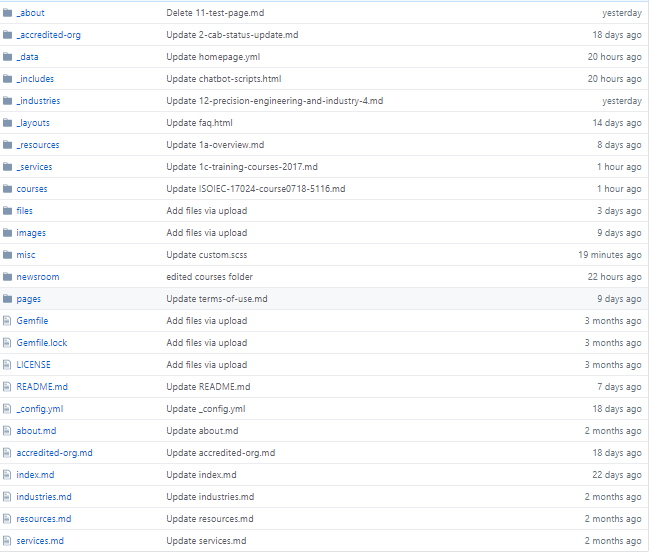 _about Delete 11-test-page.md yesterday
_accredited-org Update 2-cab-status-update.md 18 days ago
_data Update homepage.yml 20 hours ago
_includes Update chatbot-scripts.html 20 hours ago
_industries Update 12-precision-engineering-and-industry-4.md yesterday
_layouts Update faq.html 14 days ago
_resources Update 1a-overview.md 8 days ago
_services Update 1c-training-courses-2017.md 1 hour ago
courses Update ISOIEC-17024-course0718-5116.md 1 hour ago
files Add files via upload 3 days ago
images Add files via upload 9 days ago
misc Update custom.scss 19 minutes ago
newsroom edited courses folder 22 hours ago
pages Update terms-of-use.md 9 days ago
Gemfile Add files via upload 3 months ago
Gemfile.lock Add files via upload 3 months ago
LICENSE Add files via upload 3 months ago
README.md Update README.md 7 days ago
_config.yml Update _config.yml 18 days ago
about.md Update about.md 2 months ago
accredited-org.md Update accredited-org.md 18 days ago
index.md Update index.md 22 days ago
industries.md Update industries.md 2 months ago
resources.md Update resources.md 2 months ago
services.md Update services.md 2 months ago